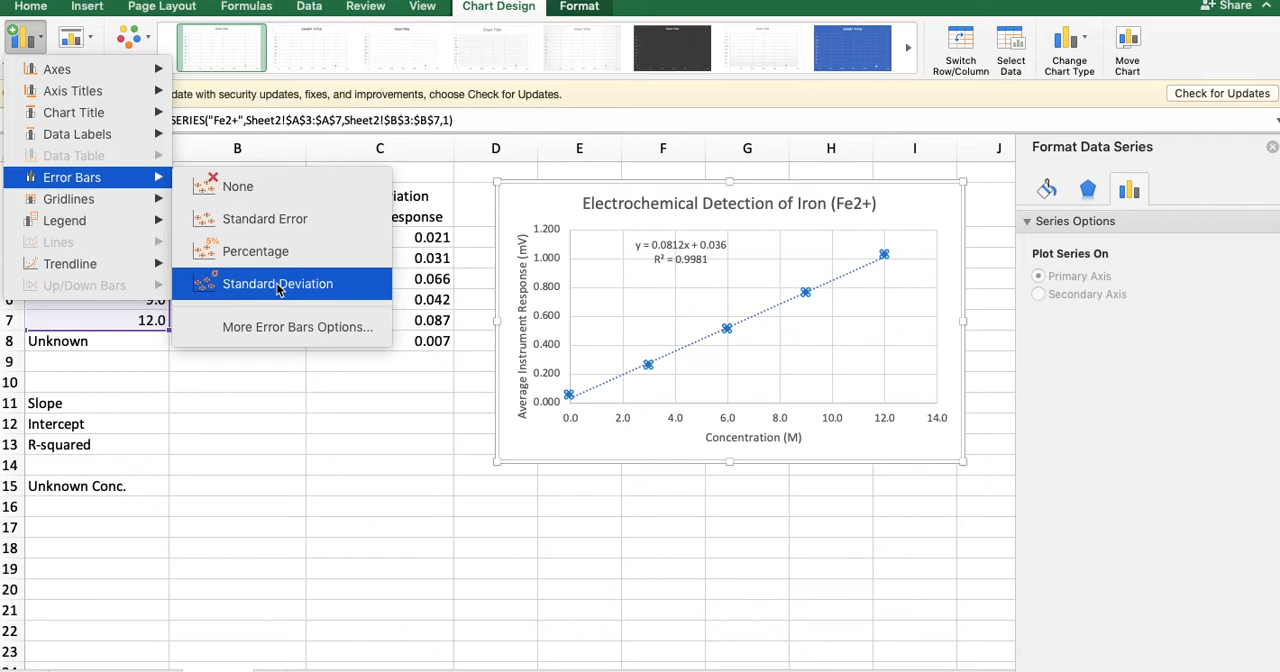 Home Insert Page Layout Formulas Data Review View Chart Design Format Share
Switch Row/Column
Select Data
Change Chart Type
Move Chart
date with security updates, fixes, and improvements, choose Check for Updates. Check for Updates
SERIES("Fe2+",Sheet2!$A$3:$A$7,Sheet2!$B$3:$B$7,1)
Axes
Axis Titles
Chart Title
Data Labels
Data Table
Error Bars
Gridlines
Legend
Lines
Trendline
Up/Down Bars
None
Standard Error
5%
Percentage
σ
Standard Deviation
More Error Bars Options...
B C D E F G H I J
iation
esponse
0.021
0.031
0.066
6 9.0 0.042
7 12.0 0.087
8 Unknown 0.007
9
10
11 Slope
12 Intercept
13 R-squared
14
15 Unknown Conc.
16
17
18
19
20
21
22
23
Electrochemical Detection of Iron (Fe2+)
y = 0.0812x + 0.036
R² = 0.9981
Average Instrument Response (mV)
1.200
1.000
0.800
0.600
0.400
0.200
0.000
0.0 2.0 4.0 6.0 8.0 10.0 12.0 14.0
Concentration (M)
Format Data Series
Series Options
Plot Series On
Primary Axis
Secondary Axis